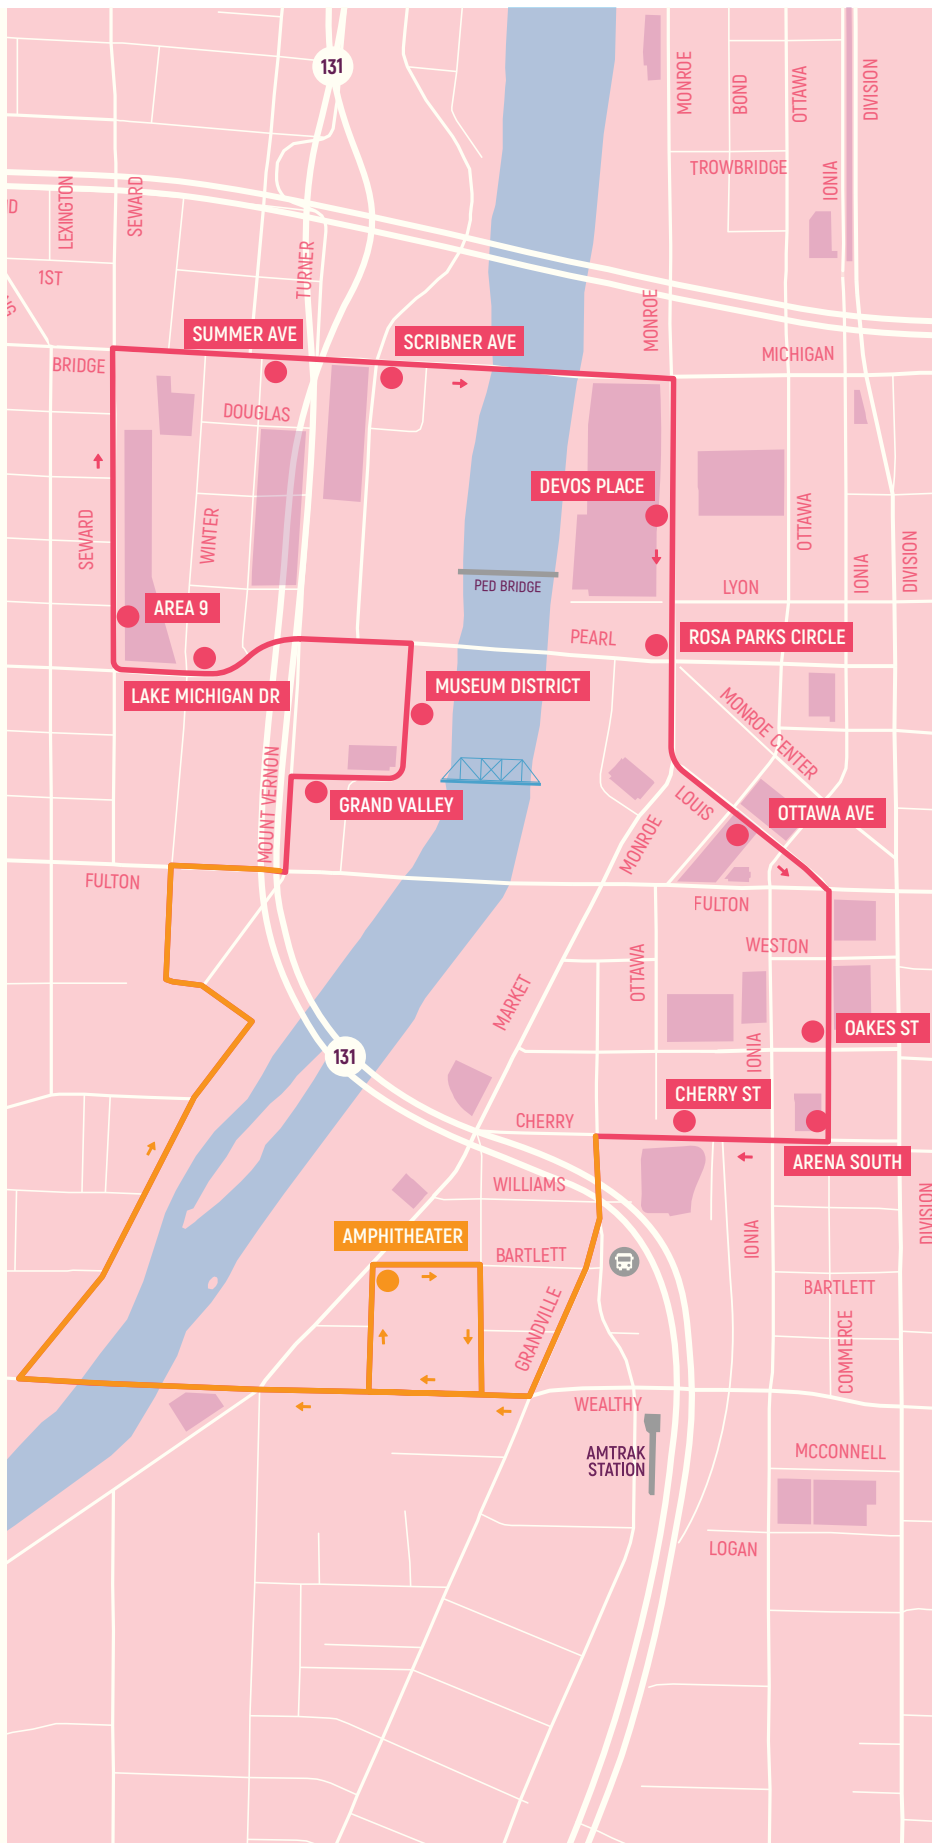 131
MONROE
BOND
OTTAWA
DIVISION
TROWBRIDGE
IONIA
LEXINGTON
SEWARD
1ST
TURNER
MONROE
SUMMER AVE
SCRIBNER AVE
MICHIGAN
BRIDGE
DOUGLAS
DEVOS PLACE
SEWARD
WINTER
OTTAWA
IONIA
DIVISION
PED BRIDGE
LYON
AREA 9
PEARL
ROSA PARKS CIRCLE
LAKE MICHIGAN DR
MUSEUM DISTRICT
MONROE CENTER
MOUNT VERNON
GRAND VALLEY
LOUIS
OTTAWA AVE
MONROE
FULTON
FULTON
WESTON
OTTAWA
MARKET
OAKES ST
131
IONIA
CHERRY ST
CHERRY
ARENA SOUTH
WILLIAMS
DIVISION
AMPHITHEATER
IONIA
BARTLETT
BARTLETT
GRANDVILLE
COMMERCE
WEALTHY
AMTRAK
STATION
MCCONNELL
LOGAN